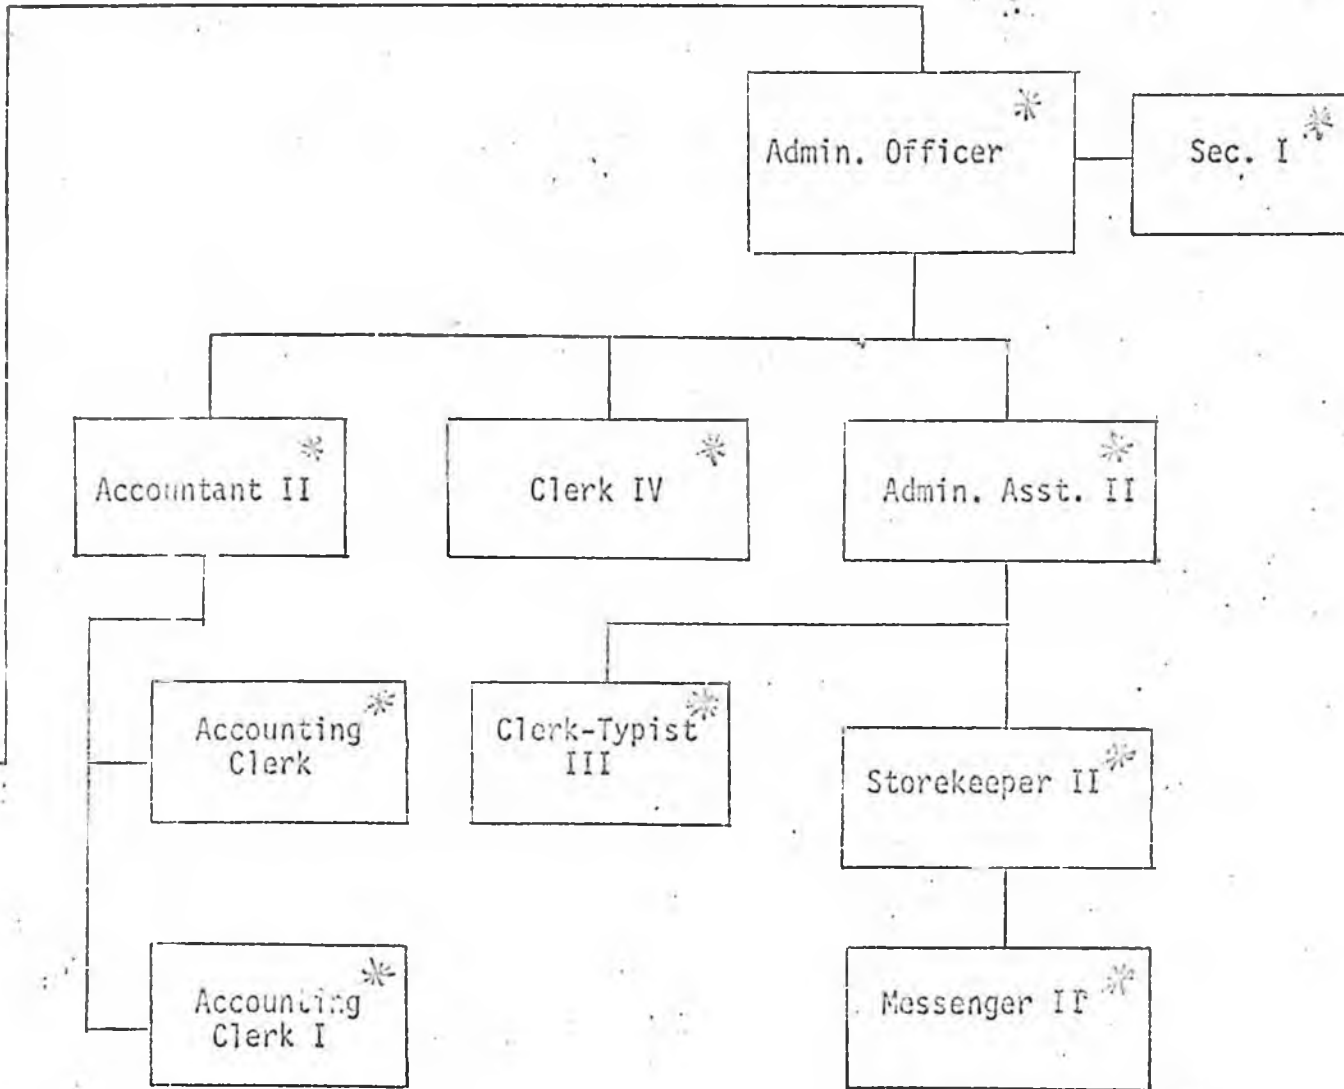 Admin. Officer
Sec. I
Accountant II
Clerk IV
Admin. Asst. II
Accounting
Clerk
Clerk-Typist
III
Storekeeper II
Accounting
Clerk I
Messenger II